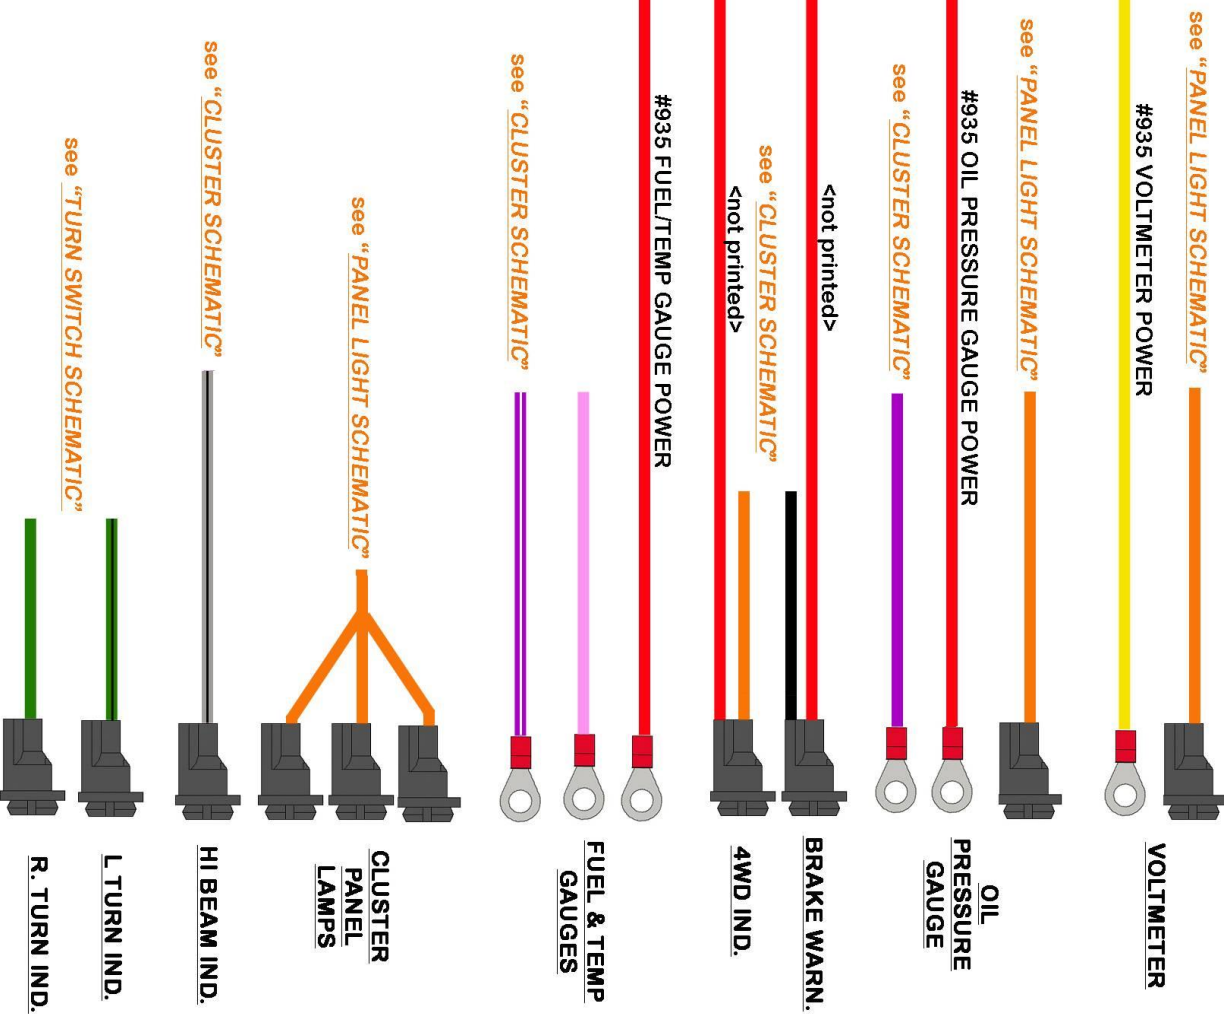 see “PANEL LIGHT SCHEMATIC”
#935 VOLTMETER POWER
VOLTMETER
see “PANEL LIGHT SCHEMATIC”
#935 OIL PRESSURE GAUGE POWER
see “CLUSTER SCHEMATIC”
OIL
PRESSURE
GAUGE
<not printed>
BRAKE WARN.
see “CLUSTER SCHEMATIC”
<not printed>
4WD IND.
#935 FUEL/TEMP GAUGE POWER
see “CLUSTER SCHEMATIC”
FUEL & TEMP
GAUGES
see “PANEL LIGHT SCHEMATIC”
CLUSTER
PANEL
LAMPS
see “CLUSTER SCHEMATIC”
HI BEAM IND.
see “TURN SWITCH SCHEMATIC”
L TURN IND.
R. TURN IND.